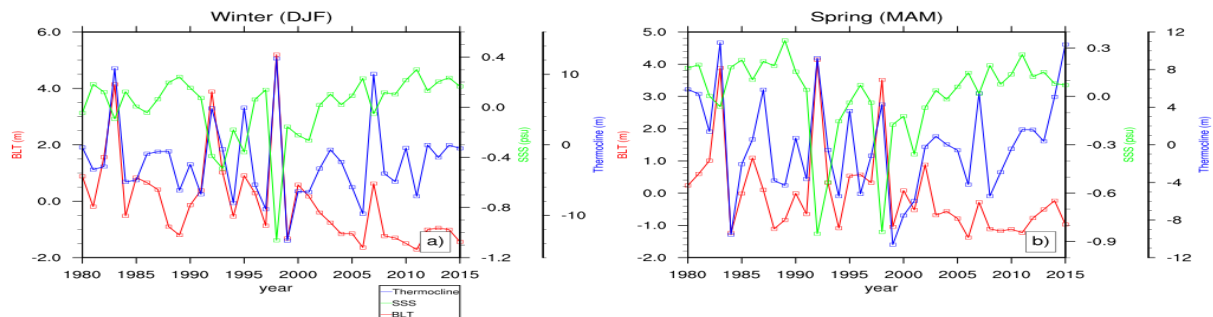 Winter (DJF)
6.0
4.0
2.0
0.0
-2.0
BLT (m)
0.4
0.0
-0.4
-0.8
-1.2
SSS (psu)
10
0
-10
Thermocline (m)
1980 1985 1990 1995 2000 2005 2010 2015
year
a)
Thermocline
SSS
BLT
Spring (MAM)
5.0
4.0
3.0
2.0
1.0
0.0
-1.0
-2.0
BLT (m)
0.3
0.0
-0.3
-0.6
-0.9
SSS (psu)
12
8
4
0
-4
-8
-12
Thermocline (m)
1980 1985 1990 1995 2000 2005 2010 2015
year
b)